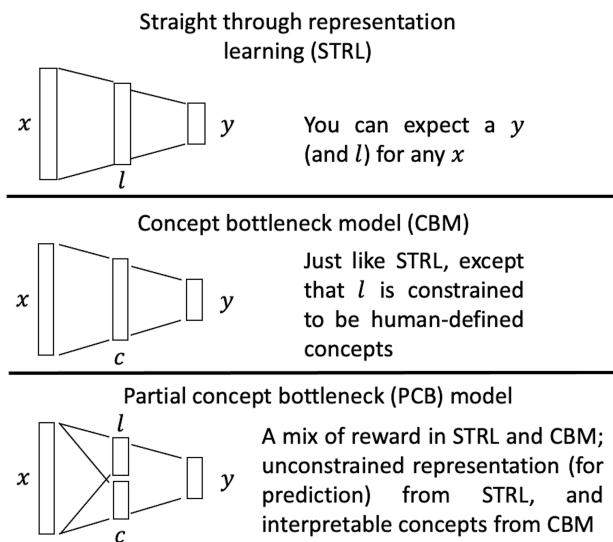 Straight through representation
learning (STRL)
x
y
l
You can expect a y
(and l) for any x
Concept bottleneck model (CBM)
x
y
c
Just like STRL, except
that l is constrained
to be human-defined
concepts
Partial concept bottleneck (PCB) model
l
x
y
c
A mix of reward in STRL and CBM;
unconstrained representation (for
prediction) from STRL, and
interpretable concepts from CBM